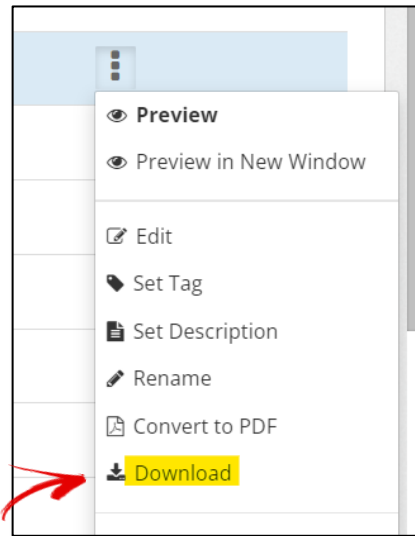 Preview
Preview in New Window
Edit
Set Tag
Set Description
Rename
Convert to PDF
Download